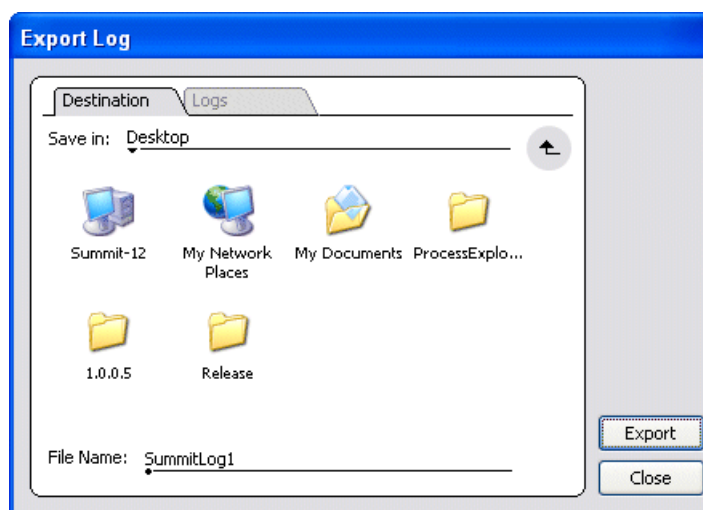 Export Log
Destination
Logs
Save in: Desktop
Summit-12
My Network Places
My Documents
ProcessExplo...
1.0.0.5
Release
File Name: SummitLog1
Export
Close